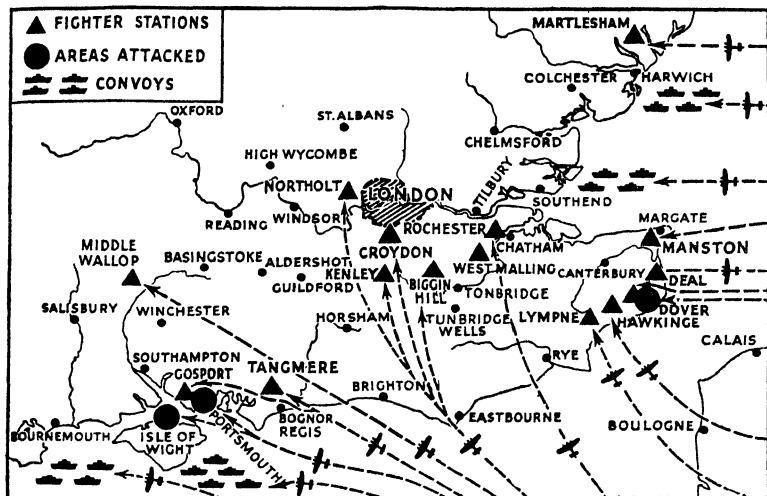 FIGHTER STATIONS
AREAS ATTACKED
CONVOYS
MARTLESHAM
COLCHESTER
HARWICH
OXFORD
ST. ALBANS
CHELMSFORD
HIGH WYCOMBE
NORTHOLT
LONDON
TILBURY
SOUTHEND
READING
WINDSOR
ROCHESTER
CHATHAM
MARGATE
MANSTON
MIDDLE
WALLOP
BASINGSTOKE
ALDERSHOT
GUILDFORD
CROYDON
KENLEY
BIGGIN
HILL
WEST MALLING
TONBRIDGE
CANTERBURY
DEAL
DOVER
HAWKINGE
LYMPNE
SALISBURY
WINCHESTER
HORSHAM
TUNBRIDGE
WELLS
RYE
CALAIS
SOUTHAMPTON
GOSPORT
TANGMERE
BRIGHTON
EASTBOURNE
BOULOGNE
BOURNEMOUTH
ISLE OF
WIGHT
PORTSMOUTH
BOGNOR
REGIS